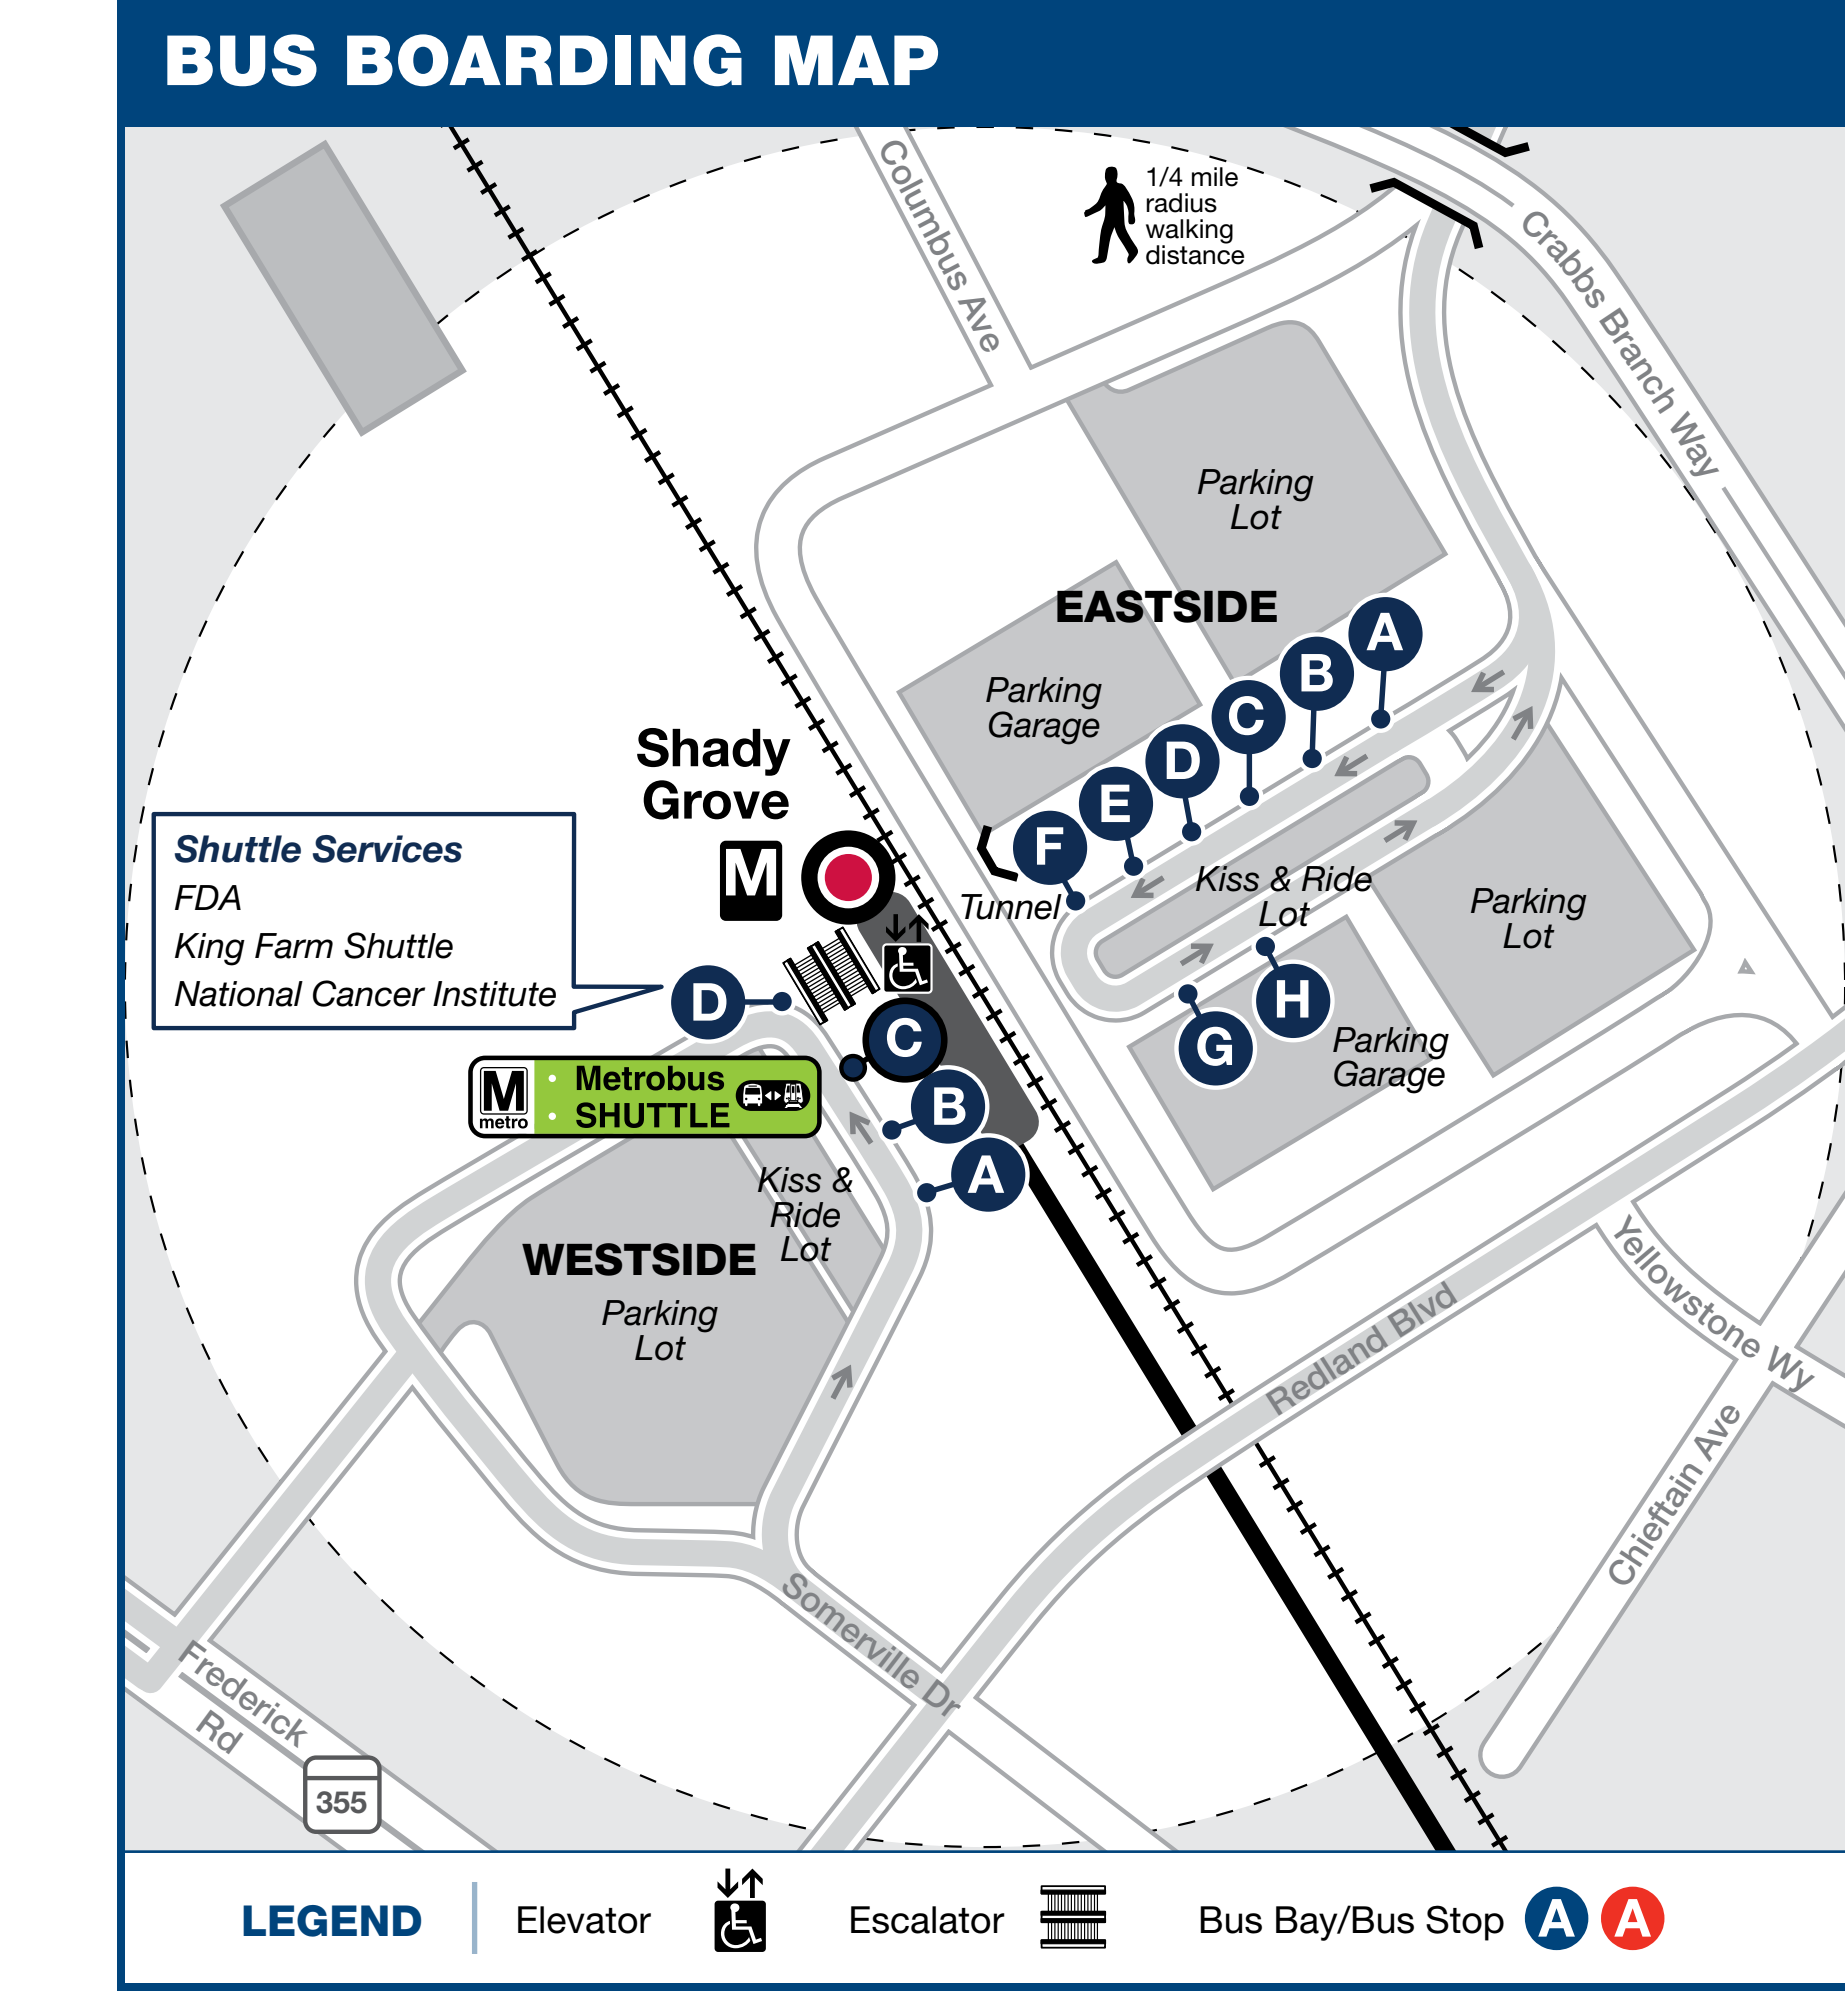 BUS BOARDING MAP
Columbus Ave
1/4 mile
radius
walking
distance
Crabbs Branch Way
Parking
Lot
EASTSIDE
A
B
C
D
E
F
Parking
Garage
Shady
Grove
M
Tunnel
Kiss & Ride
Lot
Parking
Lot
H
G
Parking
Garage
Shuttle Services
FDA
King Farm Shuttle
National Cancer Institute
D
C
B
A
M
metro
• Metrobus
• SHUTTLE
Kiss &
Ride
Lot
WESTSIDE
Parking
Lot
Redland Blvd
Yellowstone Wy
Chieftain Ave
Somerville Dr
Frederick
Rd
355
LEGEND
Elevator
Escalator
Bus Bay/Bus Stop
A
A